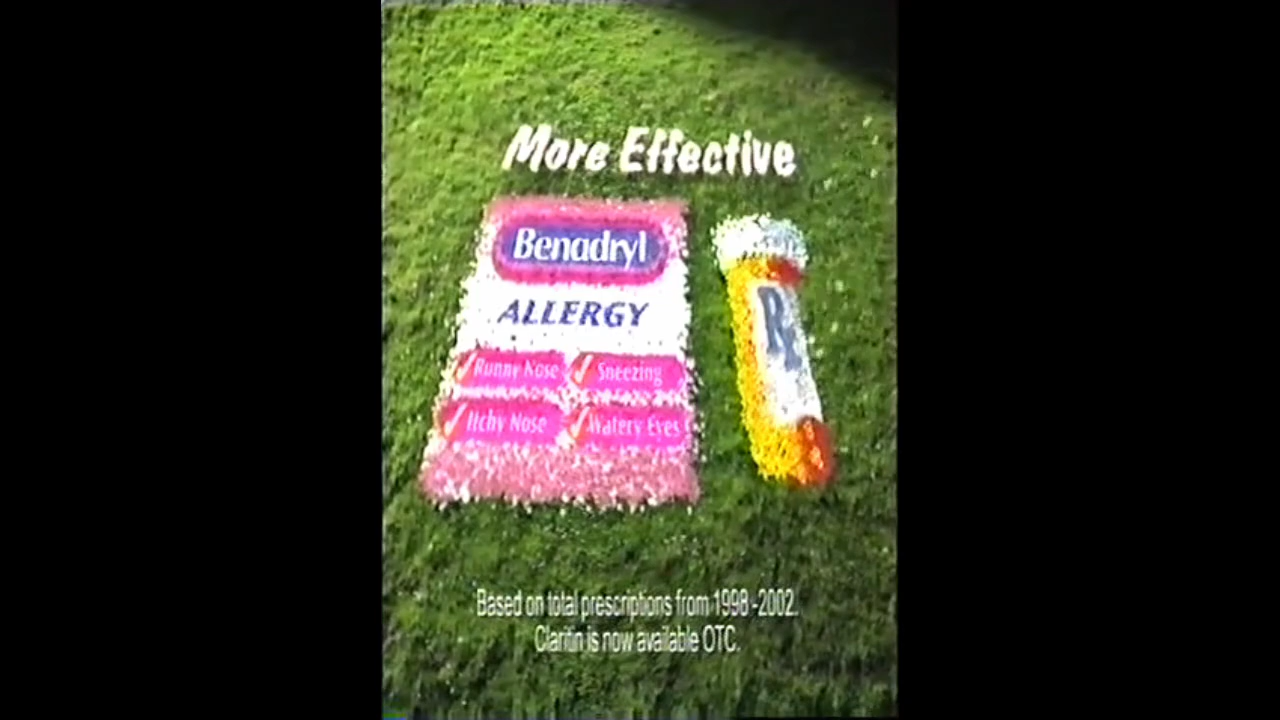 More Effective
Benadryl
ALLERGY
✓Runny Nose ✓Sneezing
✓Itchy Nose ✓Watery Eyes
Rx
Based on total prescriptions from 1998-2002.
Claritin is now available OTC.